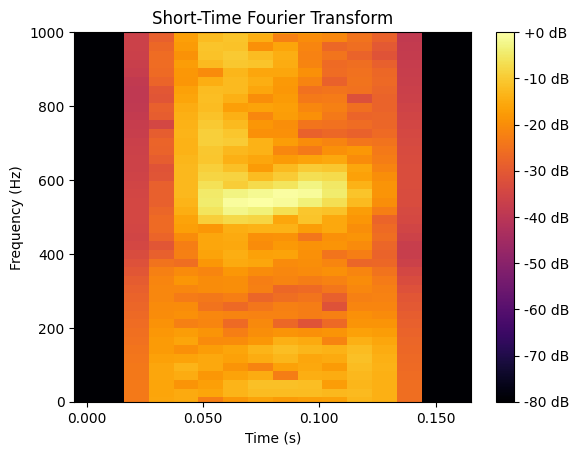 Short-Time Fourier Transform
1000
800
600
400
200
0
Frequency (Hz)
0.000
0.050
0.100
0.150
Time (s)
+0 dB
-10 dB
-20 dB
-30 dB
-40 dB
-50 dB
-60 dB
-70 dB
-80 dB